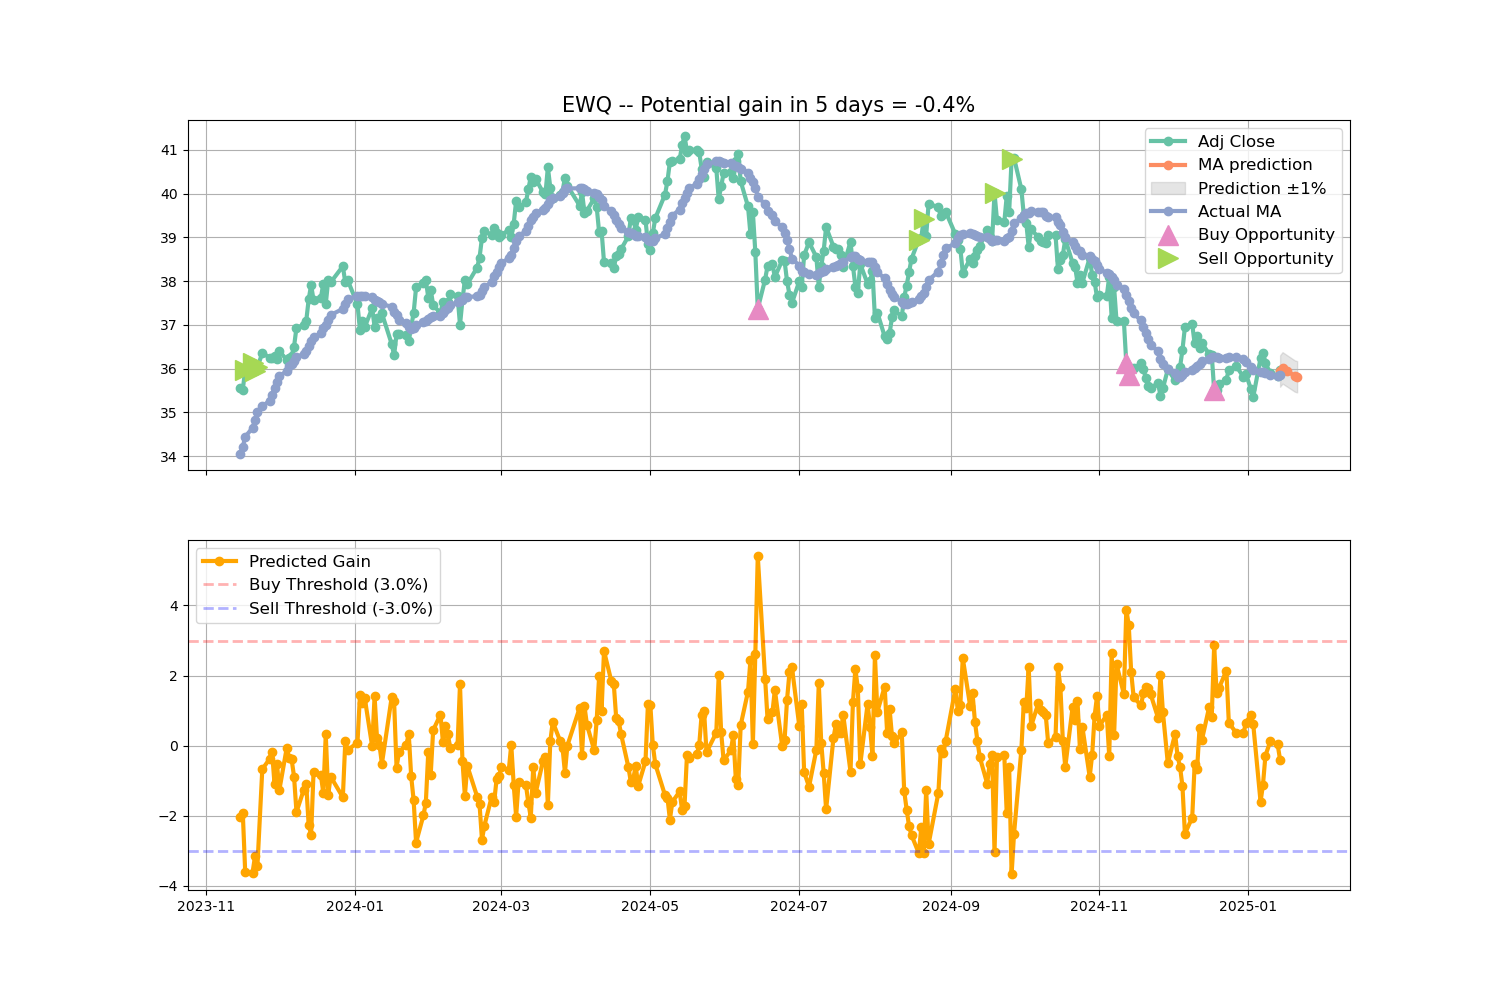 EWQ -- Potential gain in 5 days = -0.4%
41
40
39
38
37
36
35
34
Adj Close
MA prediction
Prediction ±1%
Actual MA
Buy Opportunity
Sell Opportunity
Predicted Gain
Buy Threshold (3.0%)
Sell Threshold (-3.0%)
4
2
0
−2
−4
2023-11
2024-01
2024-03
2024-05
2024-07
2024-09
2024-11
2025-01